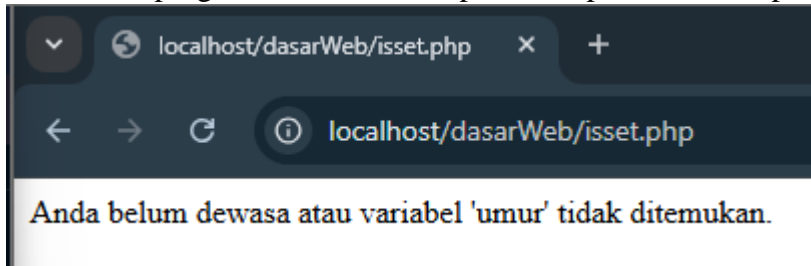 localhost/dasarWeb/isset.php
localhost/dasarWeb/isset.php
Anda belum dewasa atau variabel 'umur' tidak ditemukan.